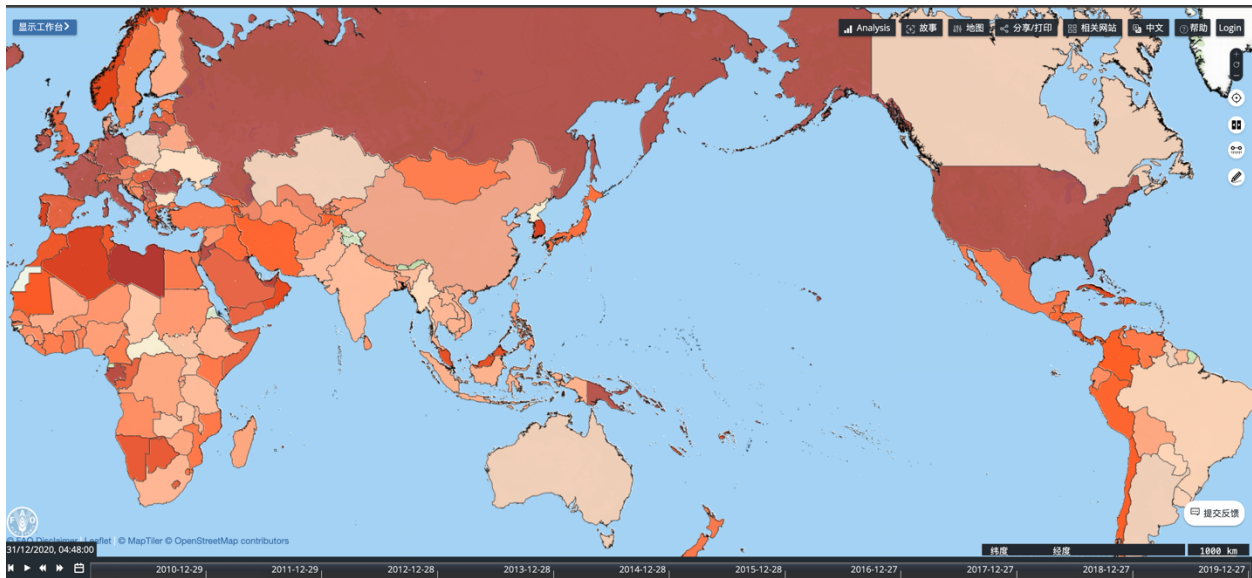 显示工作台
Analysis 故事 地图 分享/打印 相关网站 中文 帮助 Login
提交反馈
FAO
© FAO Disclaimer | Leaflet | © MapTiler © OpenStreetMap contributors
31/12/2020, 04:48:00
纬度 经度 1000 km
2010-12-29 2011-12-29 2012-12-28 2013-12-28 2014-12-28 2015-12-28 2016-12-27 2017-12-27 2018-12-27 2019-12-27